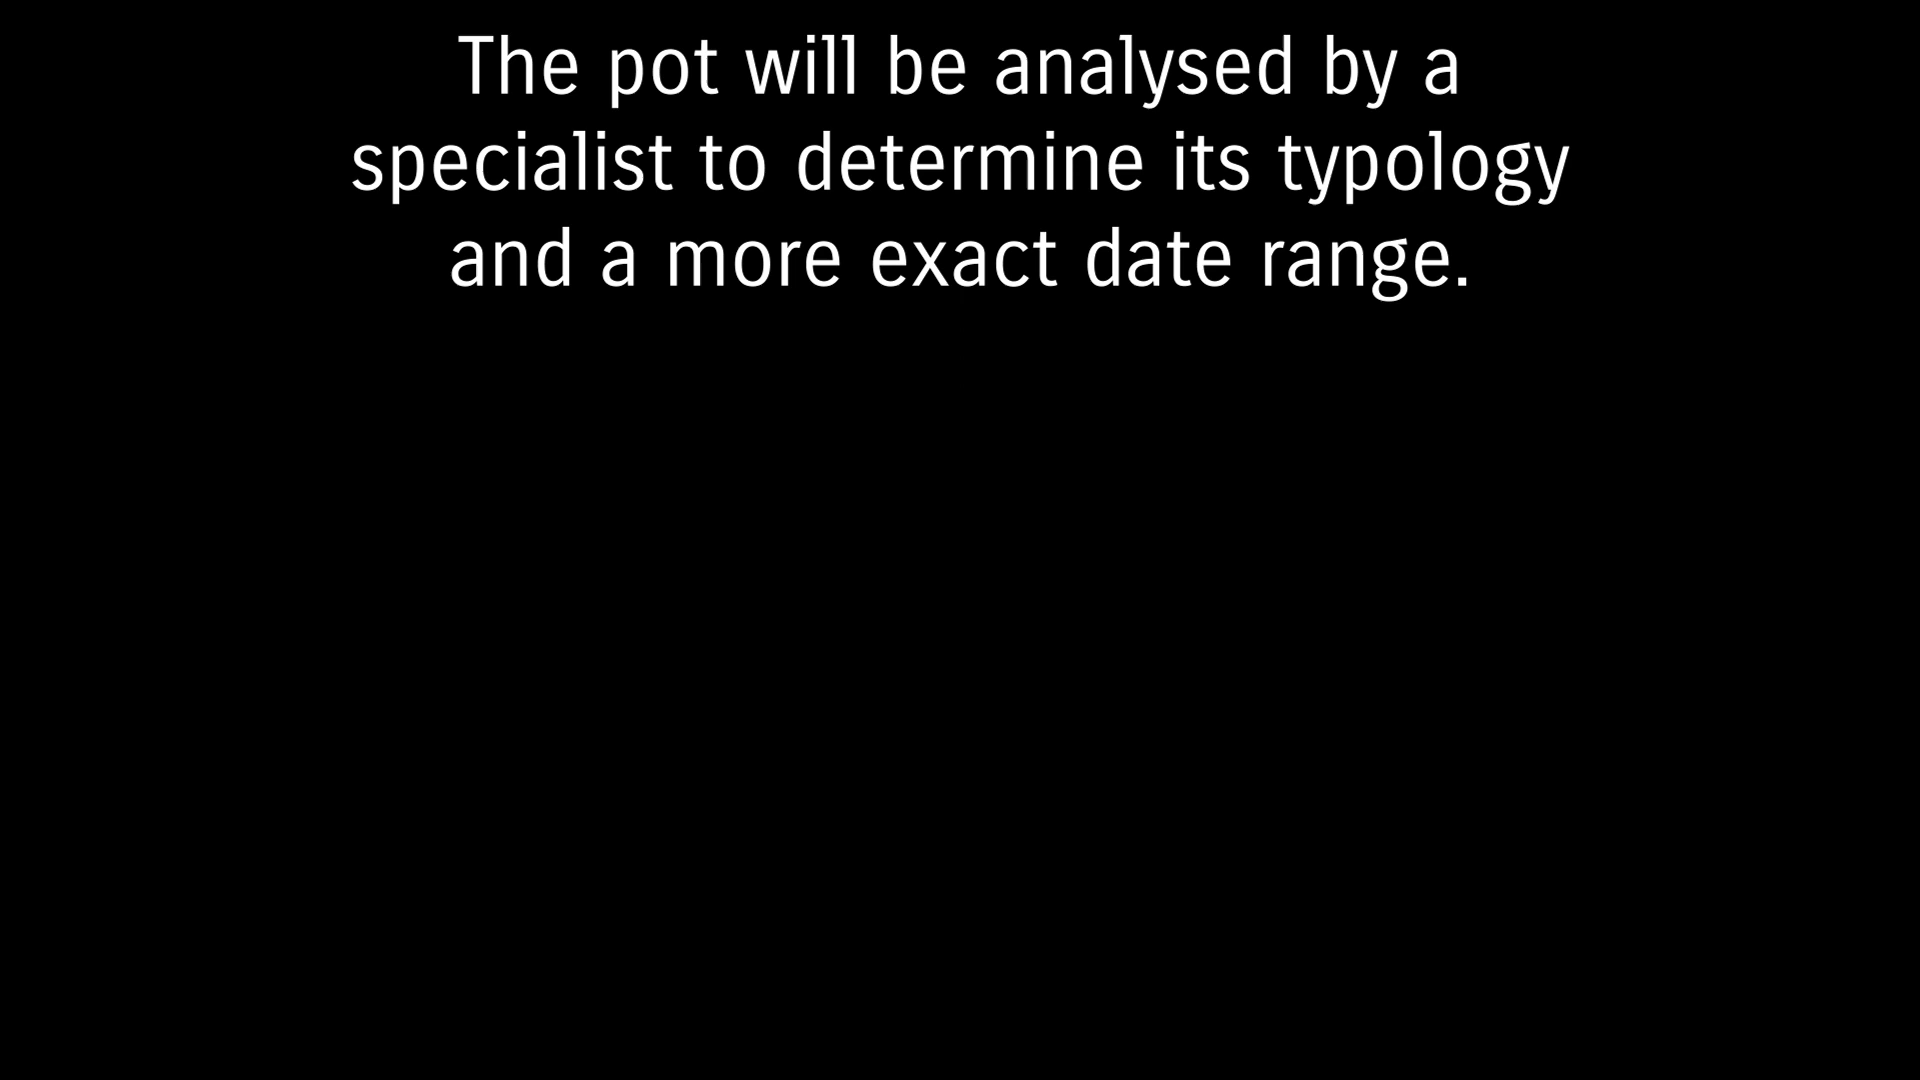 The pot will be analysed by a
specialist to determine its typology
and a more exact date range.